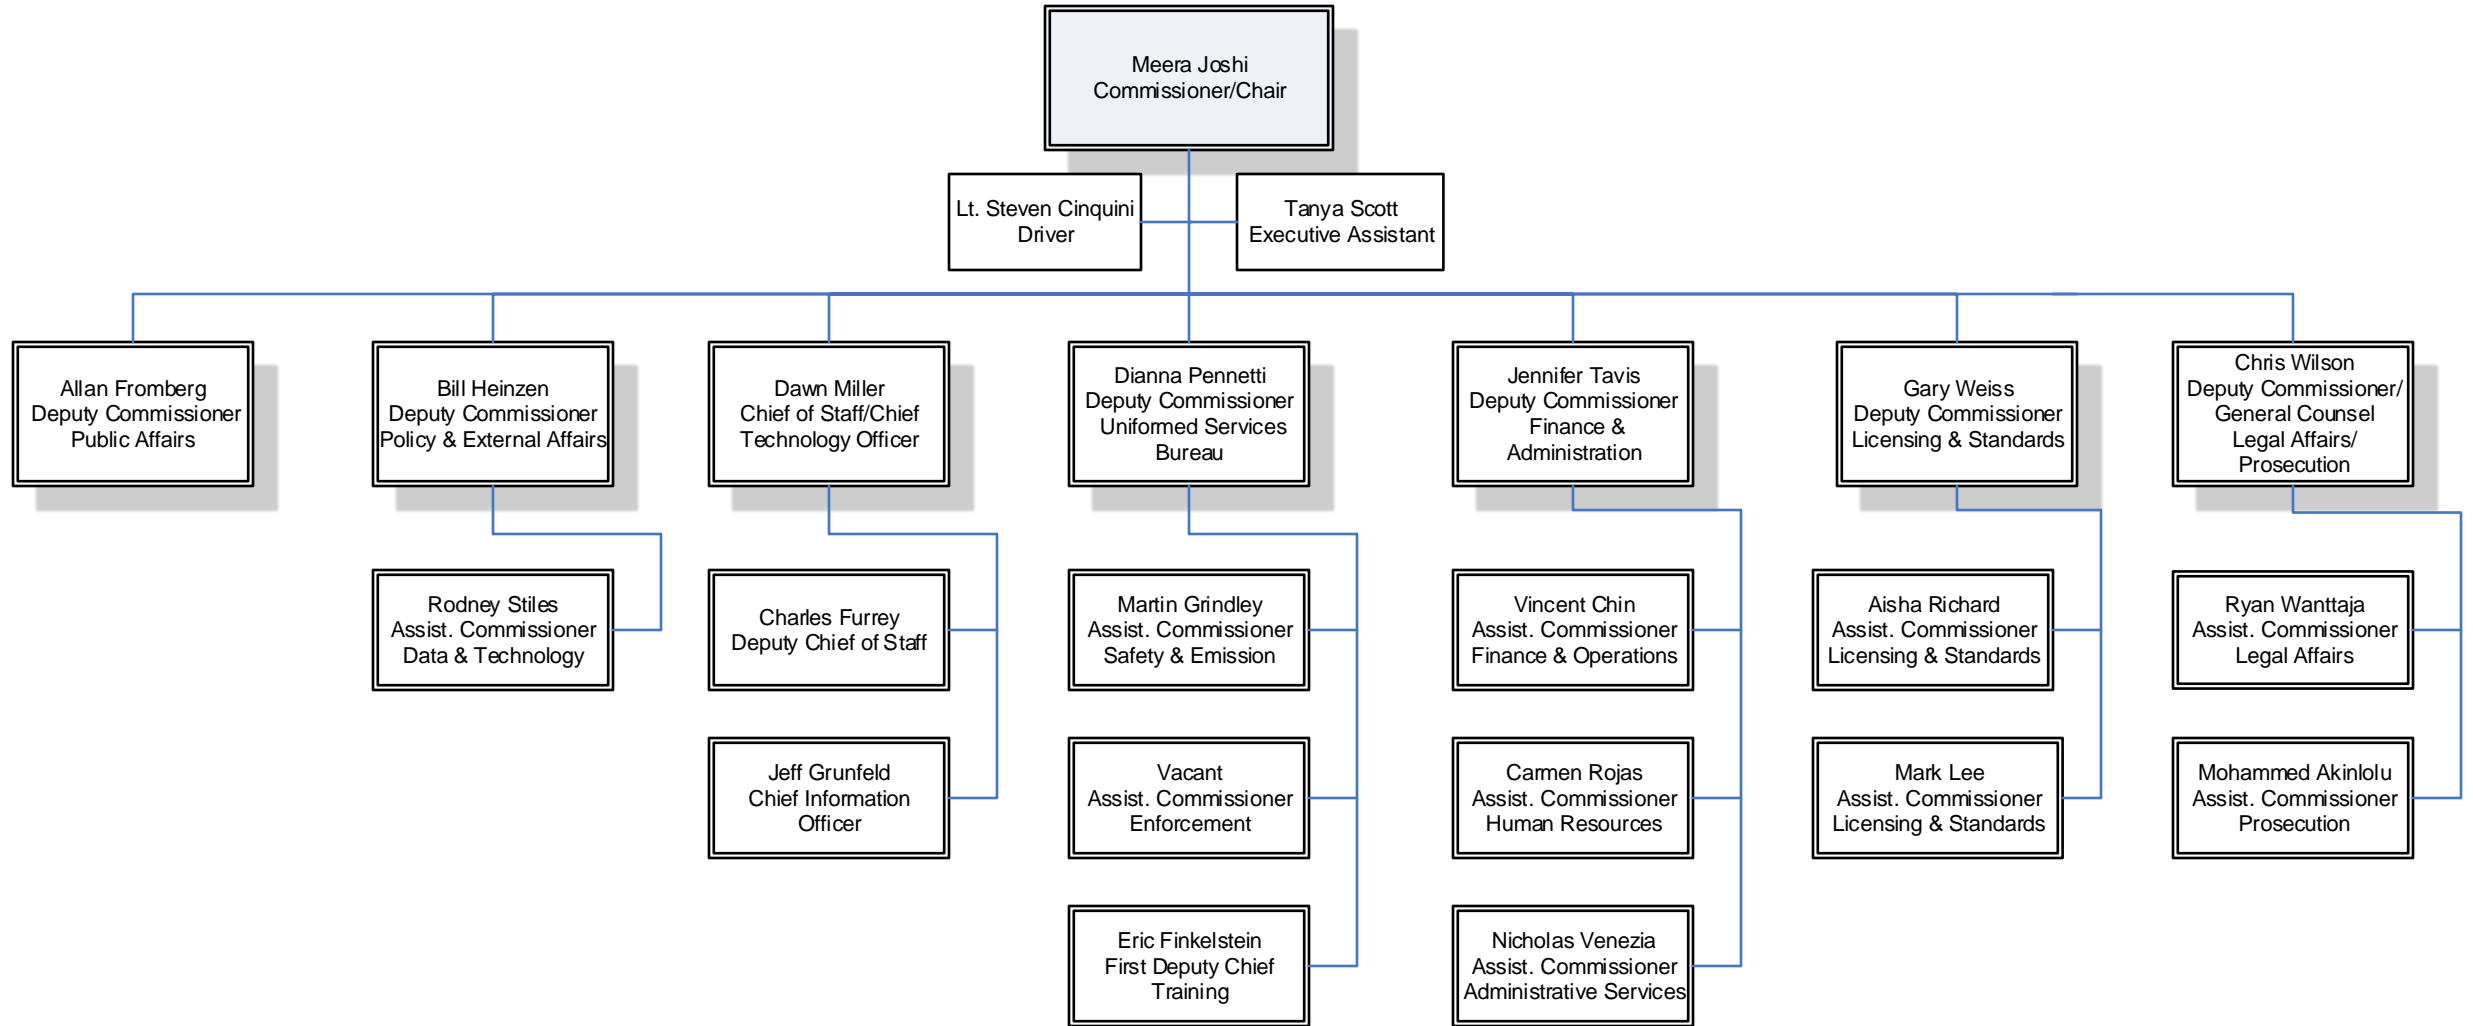 Meera Joshi
Commissioner/Chair
Lt. Steven Cinquini
Driver
Tanya Scott
Executive Assistant
Allan Fromberg
Deputy Commissioner
Public Affairs
Bill Heinzen
Deputy Commissioner
Policy & External Affairs
Dawn Miller
Chief of Staff/Chief
Technology Officer
Dianna Pennetti
Deputy Commissioner
Uniformed Services
Bureau
Jennifer Tavis
Deputy Commissioner
Finance &
Administration
Gary Weiss
Deputy Commissioner
Licensing & Standards
Chris Wilson
Deputy Commissioner/
General Counsel
Legal Affairs/
Prosecution
Rodney Stiles
Assist. Commissioner
Data & Technology
Charles Furrey
Deputy Chief of Staff
Martin Grindley
Assist. Commissioner
Safety & Emission
Vincent Chin
Assist. Commissioner
Finance & Operations
Aisha Richard
Assist. Commissioner
Licensing & Standards
Ryan Wanttaja
Assist. Commissioner
Legal Affairs
Jeff Grunfeld
Chief Information
Officer
Vacant
Assist. Commissioner
Enforcement
Carmen Rojas
Assist. Commissioner
Human Resources
Mark Lee
Assist. Commissioner
Licensing & Standards
Mohammed Akinlolu
Assist. Commissioner
Prosecution
Eric Finkelstein
First Deputy Chief
Training
Nicholas Venezia
Assist. Commissioner
Administrative Services